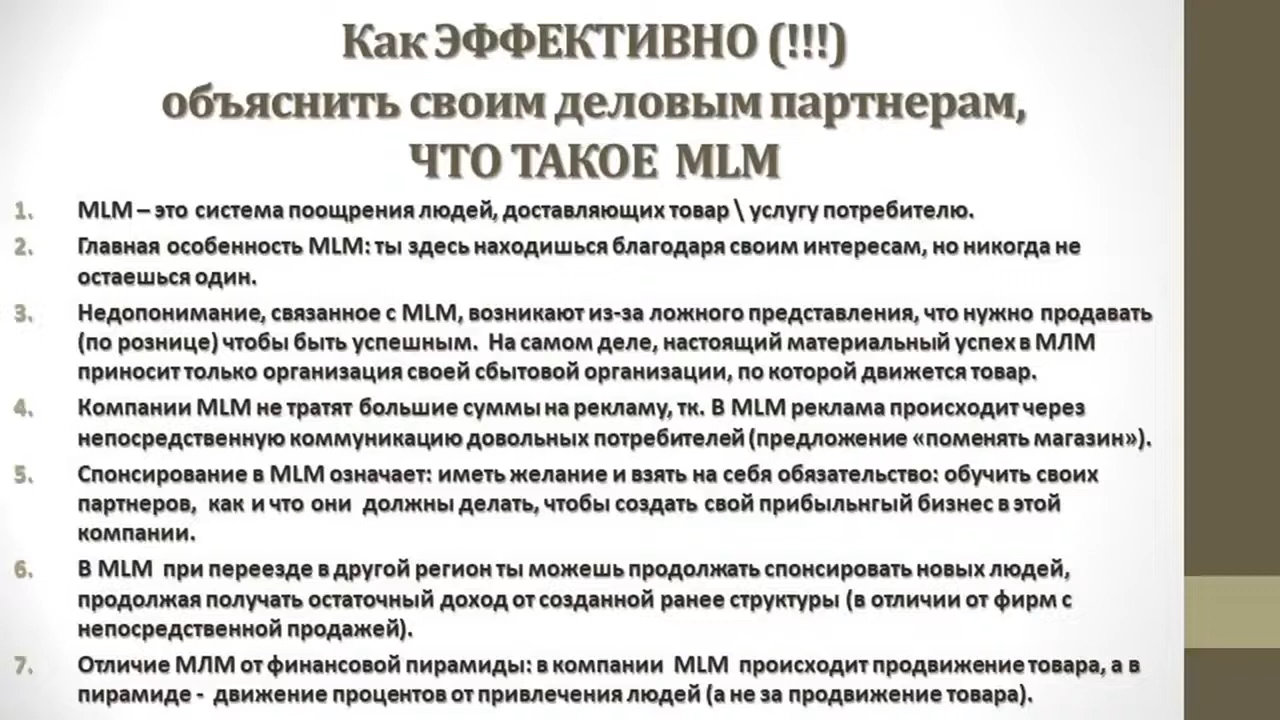 Как ЭФФЕКТИВНО (!!!)
объяснить своим деловым партнерам,
ЧТО ТАКОЕ MLM
1. MLM – это система поощрения людей, доставляющих товар \ услугу потребителю.
2. Главная особенность MLM: ты здесь находишься благодаря своим интересам, но никогда не
остаешься один.
3. Недопонимание, связанное с MLM, возникают из-за ложного представления, что нужно продавать
(по рознице) чтобы быть успешным. На самом деле, настоящий материальный успех в МЛМ
приносит только организация своей сбытовой организации, по которой движется товар.
4. Компании MLM не тратят большие суммы на рекламу, тк. В MLM реклама происходит через
непосредственную коммуникацию довольных потребителей (предложение «поменять магазин»).
5. Спонсирование в MLM означает: иметь желание и взять на себя обязательство: обучить своих
партнеров, как и что они должны делать, чтобы создать свой прибыльнгый бизнес в этой
компании.
6. В MLM при переезде в другой регион ты можешь продолжать спонсировать новых людей,
продолжая получать остаточный доход от созданной ранее структуры (в отличии от фирм с
непосредственной продажей).
7. Отличие МЛМ от финансовой пирамиды: в компании MLM происходит продвижение товара, а в
пирамиде - движение процентов от привлечения людей (а не за продвижение товара).